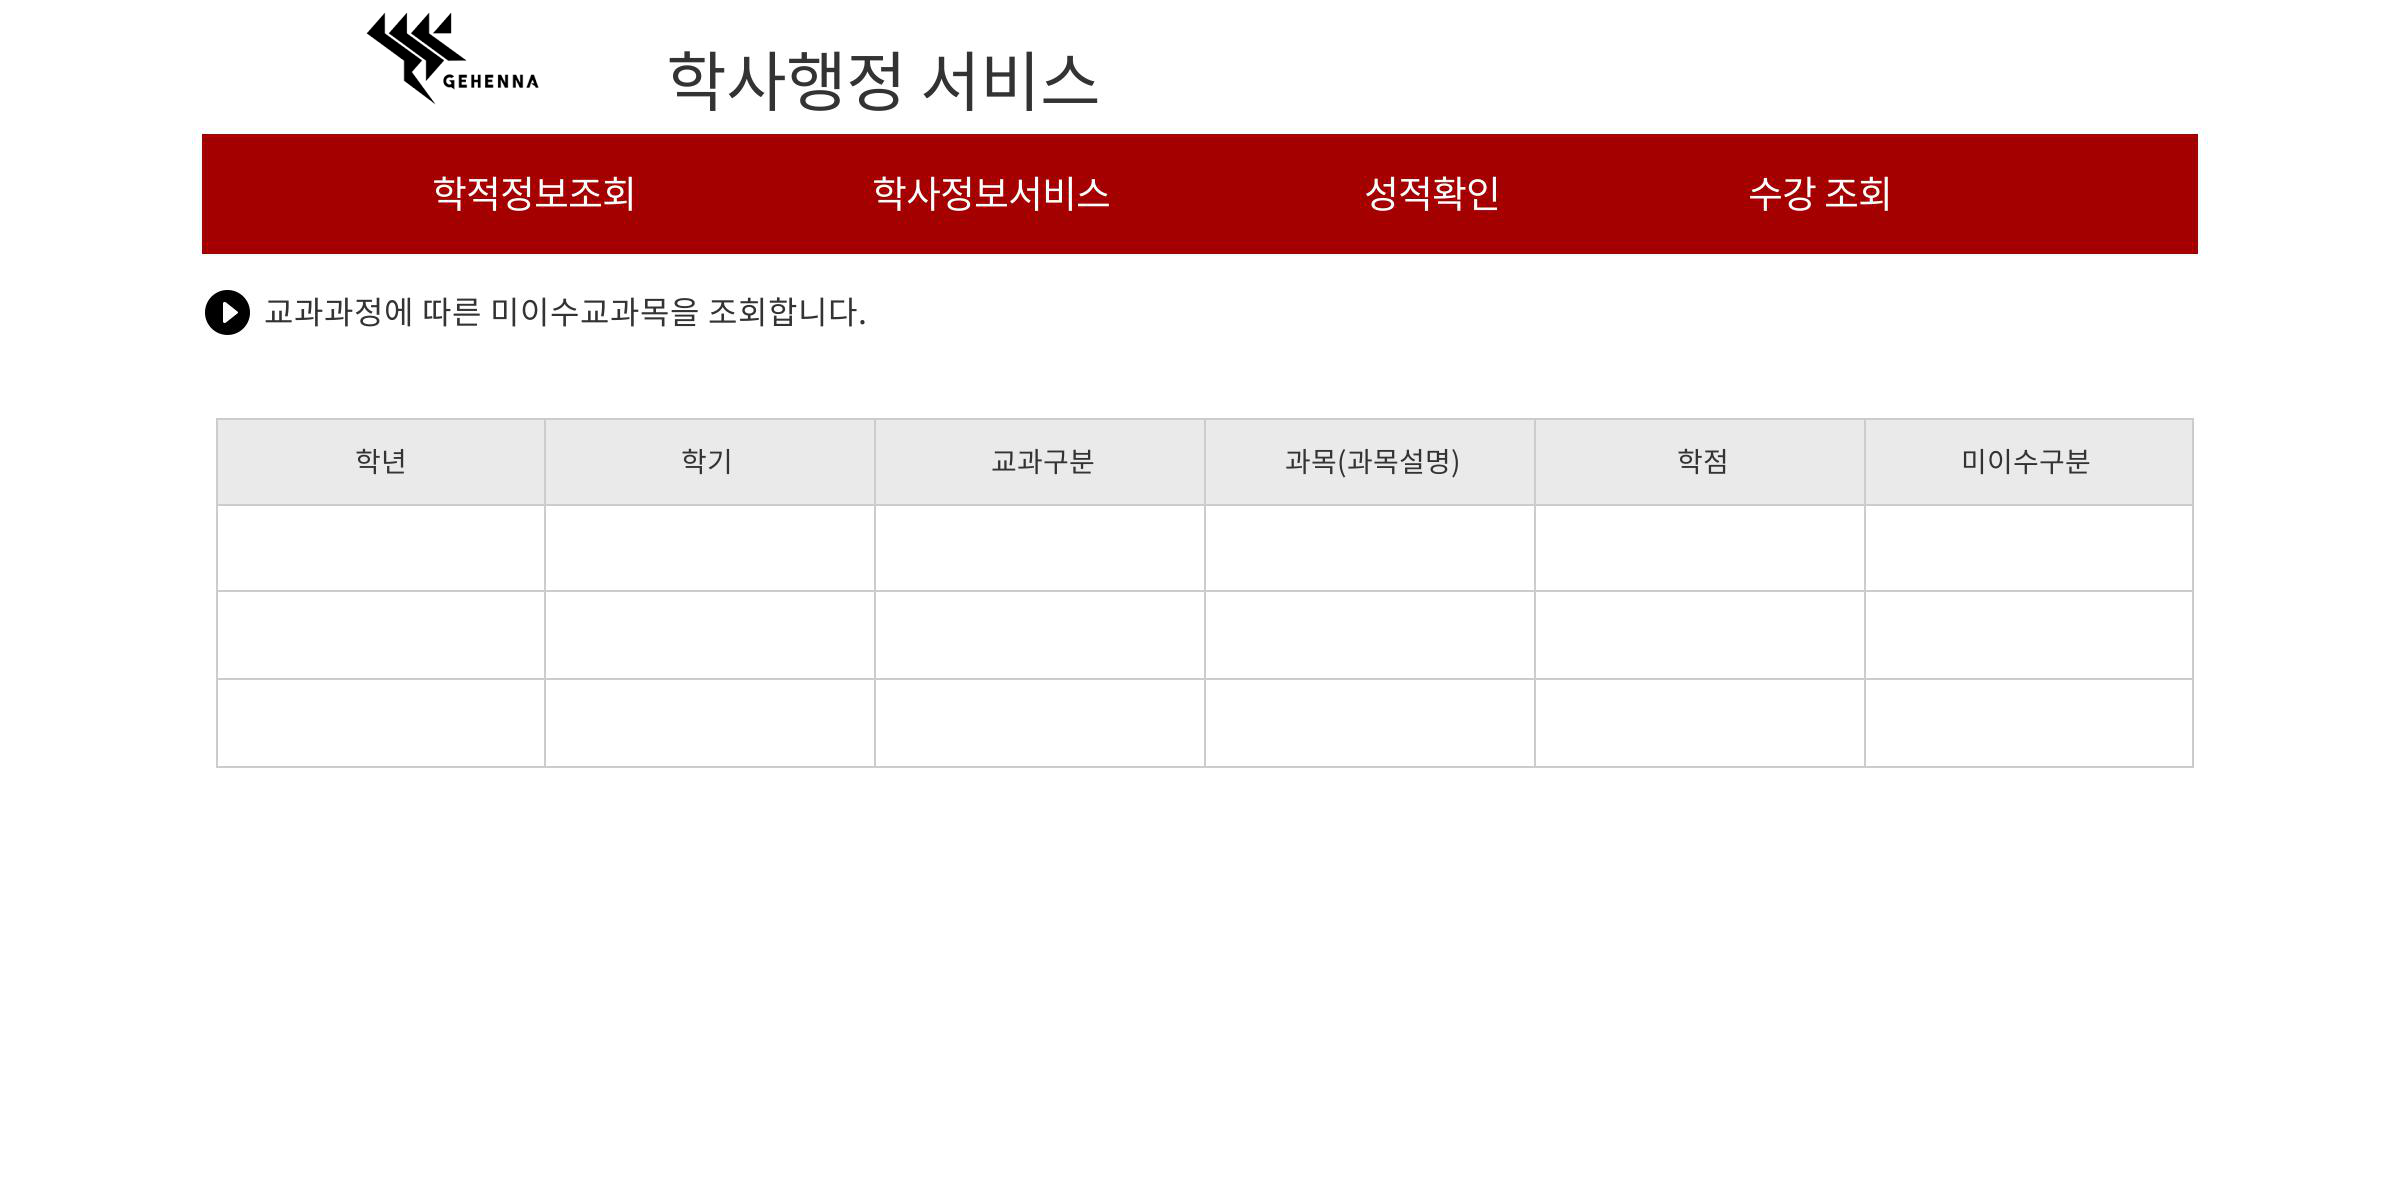 GEHENNA
학사행정 서비스
학적정보조회 학사정보서비스 성적확인 수강 조회
교과과정에 따른 미이수교과목을 조회합니다.
학년 학기 교과구분 과목(과목설명) 학점 미이수구분